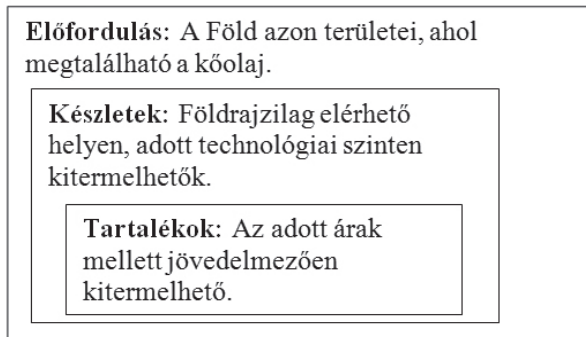 Előfordulás: A Föld azon területei, ahol
megtalálható a kőolaj.
Készletek: Földrajzilag elérhető
helyen, adott technológiai szinten
kitermelhetők.
Tartalékok: Az adott árak
mellett jövedelmezően
kitermelhető.